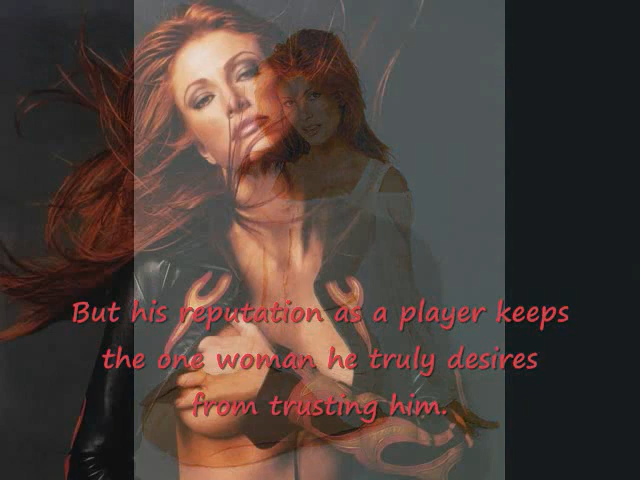 But his reputation as a player keeps
the one woman he truly desires
from trusting him.